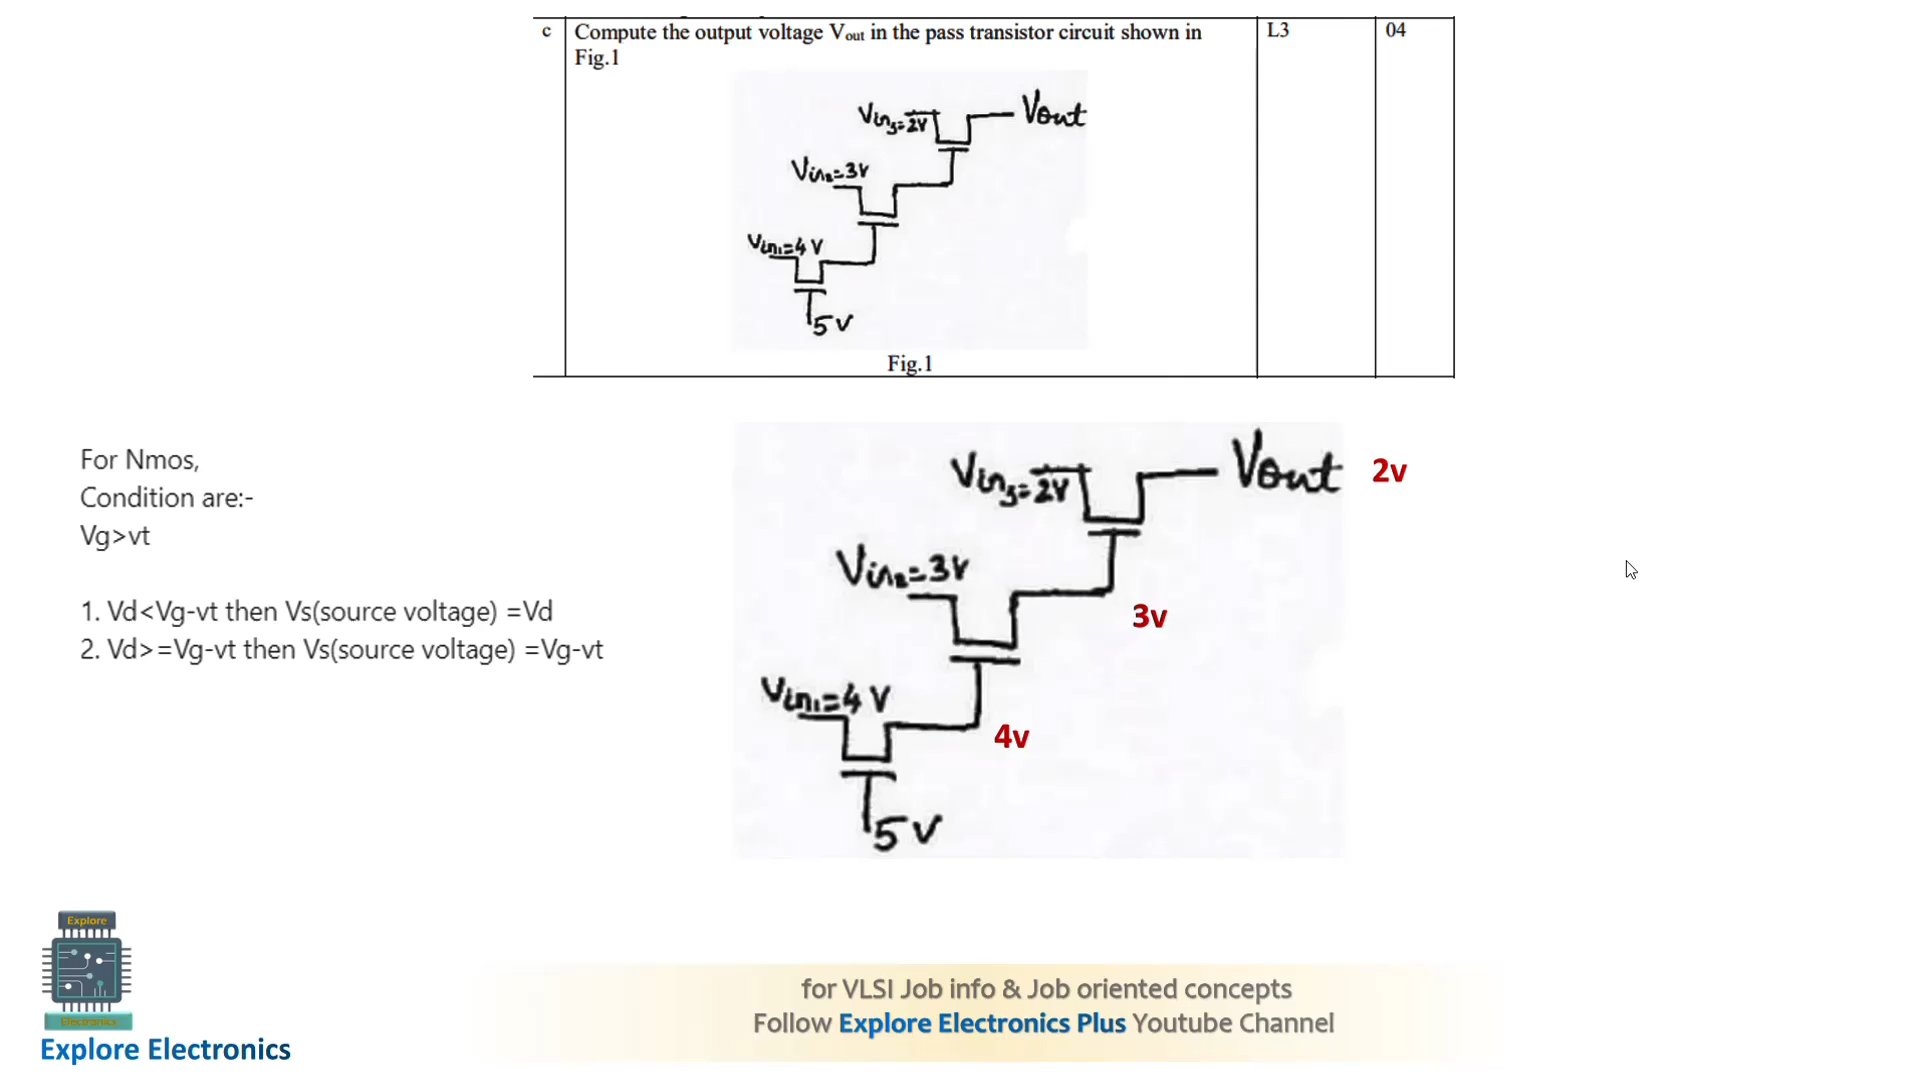 c Compute the output voltage Vout in the pass transistor circuit shown in L3 04
Fig.1
Vin3=2V Vout
Vin2=3V
Vin1=4V
5V
Fig.1
For Nmos,
Condition are:-
Vg>vt
1. Vd<Vg-vt then Vs(source voltage) =Vd
2. Vd>=Vg-vt then Vs(source voltage) =Vg-vt
Vin3=2V Vout 2v
Vin2=3V
3v
Vin1=4V
4v
5V
Explore
Electronics
Explore Electronics
for VLSI Job info & Job oriented concepts
Follow Explore Electronics Plus Youtube Channel